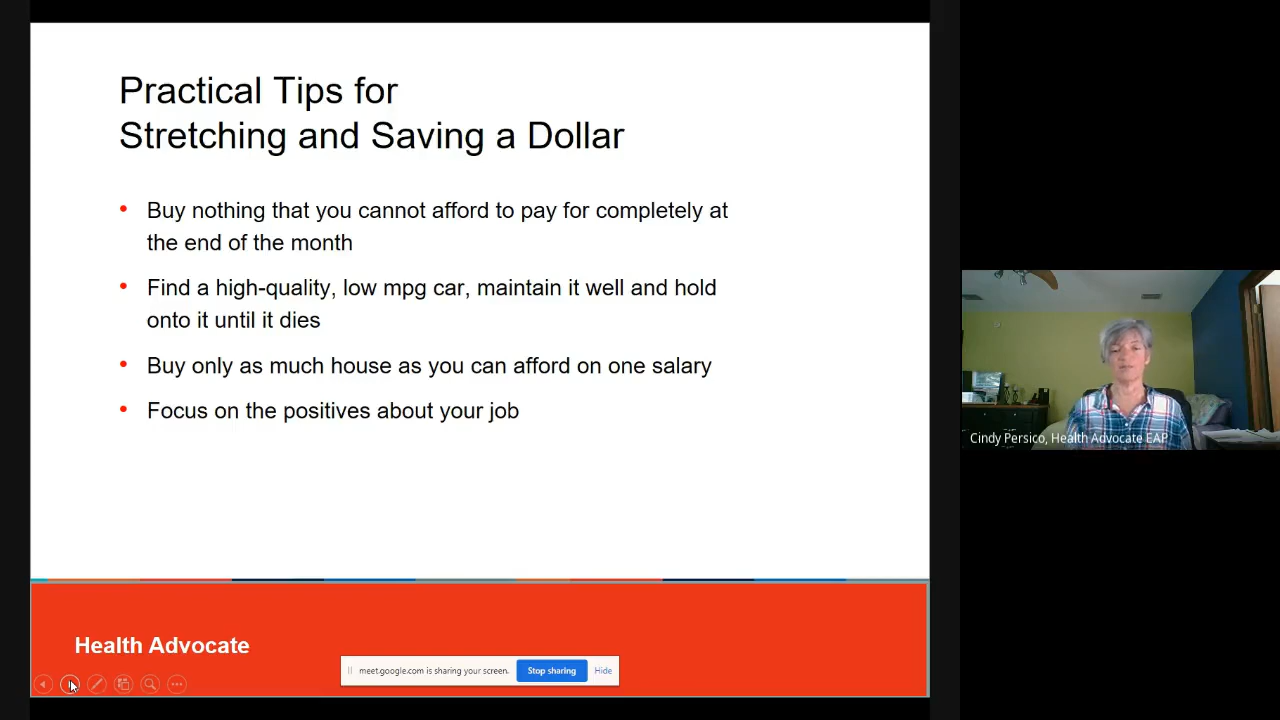 Practical Tips for
Stretching and Saving a Dollar
• Buy nothing that you cannot afford to pay for completely at
the end of the month
• Find a high-quality, low mpg car, maintain it well and hold
onto it until it dies
• Buy only as much house as you can afford on one salary
• Focus on the positives about your job
Health Advocate
meet.google.com is sharing your screen.
Stop sharing
Hide
Cindy Persico, Health Advocate EAP